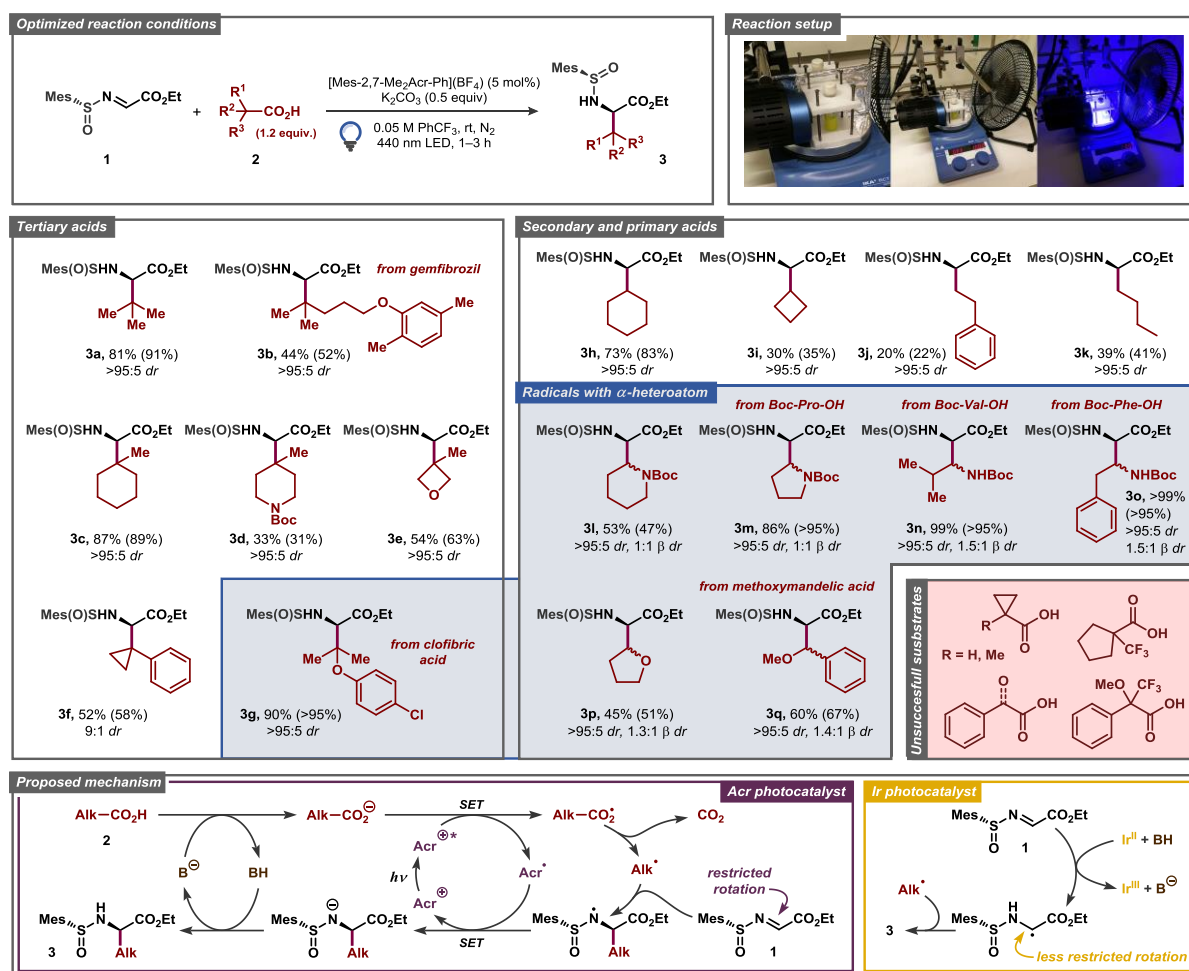 Optimized reaction conditions
Mes
S
O
N
CO2Et
1
+
R1
R2
R3
CO2H
(1.2 equiv.)
2
[Mes-2,7-Me2Acr-Ph](BF4) (5 mol%)
K2CO3 (0.5 equiv)
0.05 M PhCF3, rt, N2
440 nm LED, 1–3 h
Mes
S
O
HN
CO2Et
R1
R2
R3
3
Reaction setup
Tertiary acids
Mes(O)SHN CO2Et
Me Me
Me
3a, 81% (91%)
>95:5 dr
Mes(O)SHN CO2Et
from gemfibrozil
Me
Me
O
Me
Me
3b, 44% (52%)
>95:5 dr
Mes(O)SHN CO2Et
Me
3c, 87% (89%)
>95:5 dr
Mes(O)SHN CO2Et
Me
N
Boc
3d, 33% (31%)
>95:5 dr
Mes(O)SHN CO2Et
Me
O
3e, 54% (63%)
>95:5 dr
Mes(O)SHN CO2Et
3f, 52% (58%)
9:1 dr
Mes(O)SHN CO2Et
from clofibric
acid
Me Me
O
Cl
3g, 90% (>95%)
>95:5 dr
Secondary and primary acids
Mes(O)SHN CO2Et
3h, 73% (83%)
>95:5 dr
Mes(O)SHN CO2Et
3i, 30% (35%)
>95:5 dr
Mes(O)SHN CO2Et
3j, 20% (22%)
>95:5 dr
Mes(O)SHN CO2Et
3k, 39% (41%)
>95:5 dr
Radicals with α-heteroatom
Mes(O)SHN CO2Et
NBoc
3l, 53% (47%)
>95:5 dr, 1:1 β dr
from Boc-Pro-OH
Mes(O)SHN CO2Et
NBoc
3m, 86% (>95%)
>95:5 dr, 1:1 β dr
from Boc-Val-OH
Mes(O)SHN CO2Et
Me
NHBoc
Me
3n, 99% (>95%)
>95:5 dr, 1.5:1 β dr
from Boc-Phe-OH
Mes(O)SHN CO2Et
NHBoc
3o, >99%
(>95%)
>95:5 dr
1.5:1 β dr
Mes(O)SHN CO2Et
O
3p, 45% (51%)
>95:5 dr, 1.3:1 β dr
from methoxymandelic acid
Mes(O)SHN CO2Et
MeO
3q, 60% (67%)
>95:5 dr, 1.4:1 β dr
Unsuccesfull susbstrates
R
OH
O
R = H, Me
O
OH
CF3
O
OH
O
MeO CF3
OH
O
Proposed mechanism
Acr photocatalyst
Alk–CO2H
2
B⊖
BH
Alk–CO2⊖
SET
Acr⊕*
hν
Acr⊕
Acr•
SET
Alk–CO2•
CO2
Alk•
restricted
rotation
Mes
S
O
H
N
CO2Et
Alk
3
Mes
S
O
⊖
N
CO2Et
Alk
Mes
S
O
N•
CO2Et
Alk
Mes
S
O
N
CO2Et
1
Ir photocatalyst
Mes
S
O
N
CO2Et
1
IrII + BH
IrIII + B⊖
Alk•
3
Mes
S
O
H
N
CO2Et
less restricted rotation